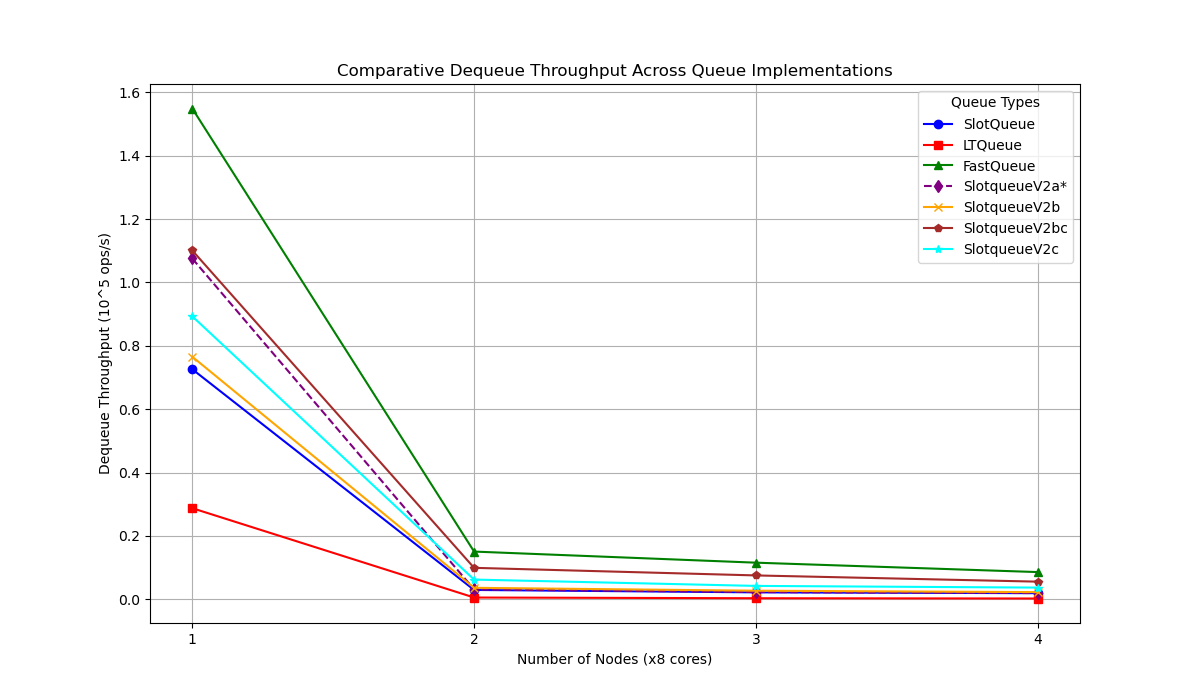 Comparative Dequeue Throughput Across Queue Implementations
Dequeue Throughput (10^5 ops/s)
1.6
1.4
1.2
1.0
0.8
0.6
0.4
0.2
0.0
Queue Types
SlotQueue
LTQueue
FastQueue
SlotqueueV2a*
SlotqueueV2b
SlotqueueV2bc
SlotqueueV2c
1
2
3
4
Number of Nodes (x8 cores)